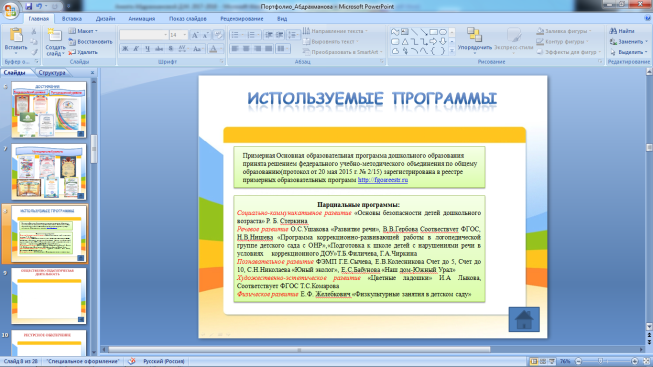 Портфолио_Абдрахманова - Microsoft PowerPoint
Главная Вставка Дизайн Анимация Показ слайдов Рецензирование Вид
Вставить
Создать слайд
Макет
Восстановить
Удалить
14
Направление текста
Выровнять текст
Преобразовать в SmartArt
Упорядочить
Экспресс-стили
Заливка фигуры
Контур фигуры
Эффекты для фигур
Найти
Заменить
Выделить
Буфер о...
Слайды
Шрифт
Абзац
Рисование
Редактирование
Слайды Структура
ДОСТИЖЕНИЯ
7
9
10
ИСПОЛЬЗУЕМЫЕ ПРОГРАММЫ
Примерная Основная образовательная программа дошкольного образования
принята решением федерального учебно-методического объединения по общему
образованию(протокол от 20 мая 2015 г. № 2/15) зарегистрирована в реестре
примерных образовательных программ http://fgosreestr.ru
Парциальные программы:
Социально-коммуникативное развитие «Основы безопасности детей дошкольного
возраста» Р. Б. Стеркина
Речевое развитие О.С.Ушакова «Развитие речи», В.В.Гербова Соотвествует ФГОС,
Н.В.Нищева «Программа коррекционно-развивающей работы в логопедической
группе детского сада с ОНР»,«Подготовка к школе детей с нарушениями речи в
условиях коррекционного ДОУ»Т.Б.Филичева, Г.А.Чиркина
Познавательное развитие ФЭМП Г.Е.Сычева, Е.В.Колесникова Счет до 5, Счет до
10, С.Н.Николаева «Юный эколог», Е.С.Бабунова «Наш дом-Южный Урал»
Художественно-эстетическое развитие «Цветные ладошки» И.А Лыкова,
Соответствует ФГОС Т.С.Комарова
Физическое развитие Е.Ф. Желобкович «Физкультурные занятия в детском саду»
Слайд 8 из 28 "Специальное оформление" Русский (Россия) 76%